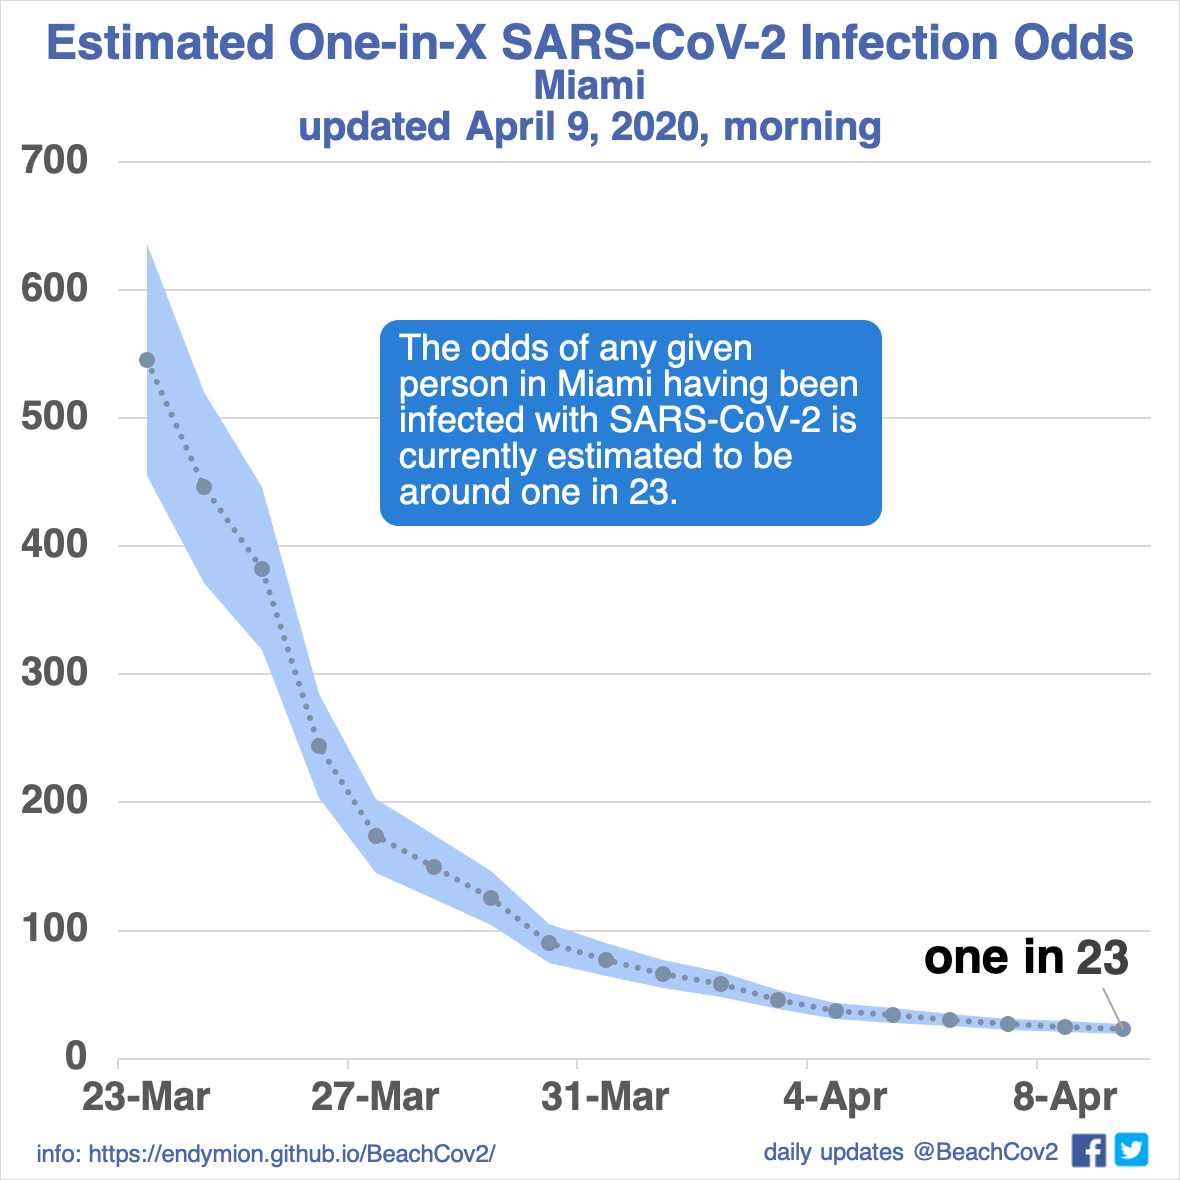 Estimated One-in-X SARS-CoV-2 Infection Odds
Miami
updated April 9, 2020, morning
700
600
500
400
300
200
100
0
The odds of any given
person in Miami having been
infected with SARS-CoV-2 is
currently estimated to be
around one in 23.
one in 23
23-Mar 27-Mar 31-Mar 4-Apr 8-Apr
info: https://endymion.github.io/BeachCov2/
daily updates @BeachCov2